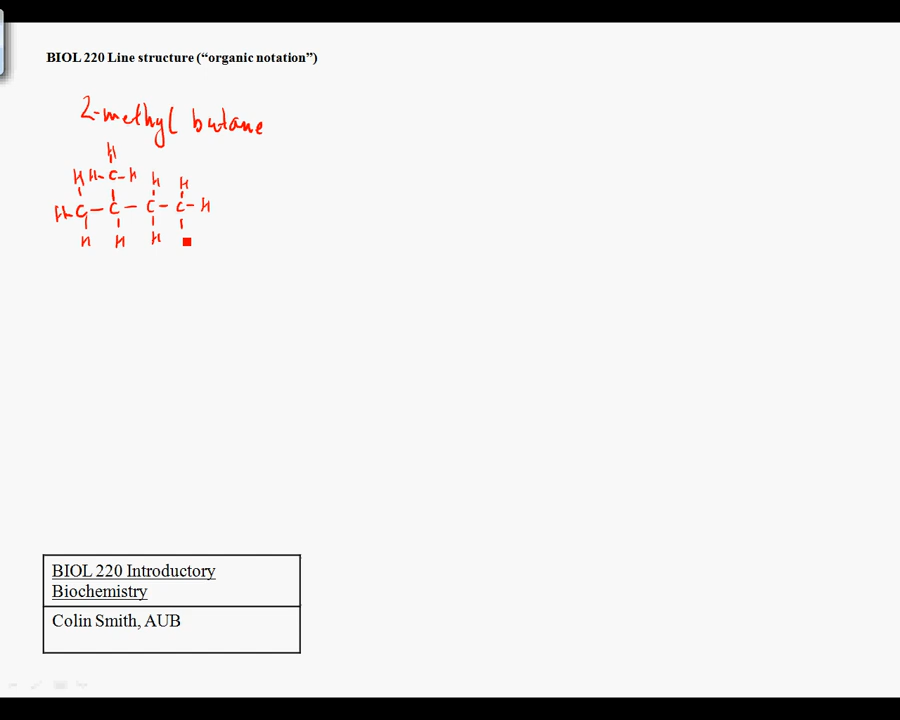 BIOL 220 Line structure (“organic notation”)
2-methyl butane
H
H H-C-H H H
H-C-C-C-C-H
H H H
BIOL 220 Introductory
Biochemistry
Colin Smith, AUB